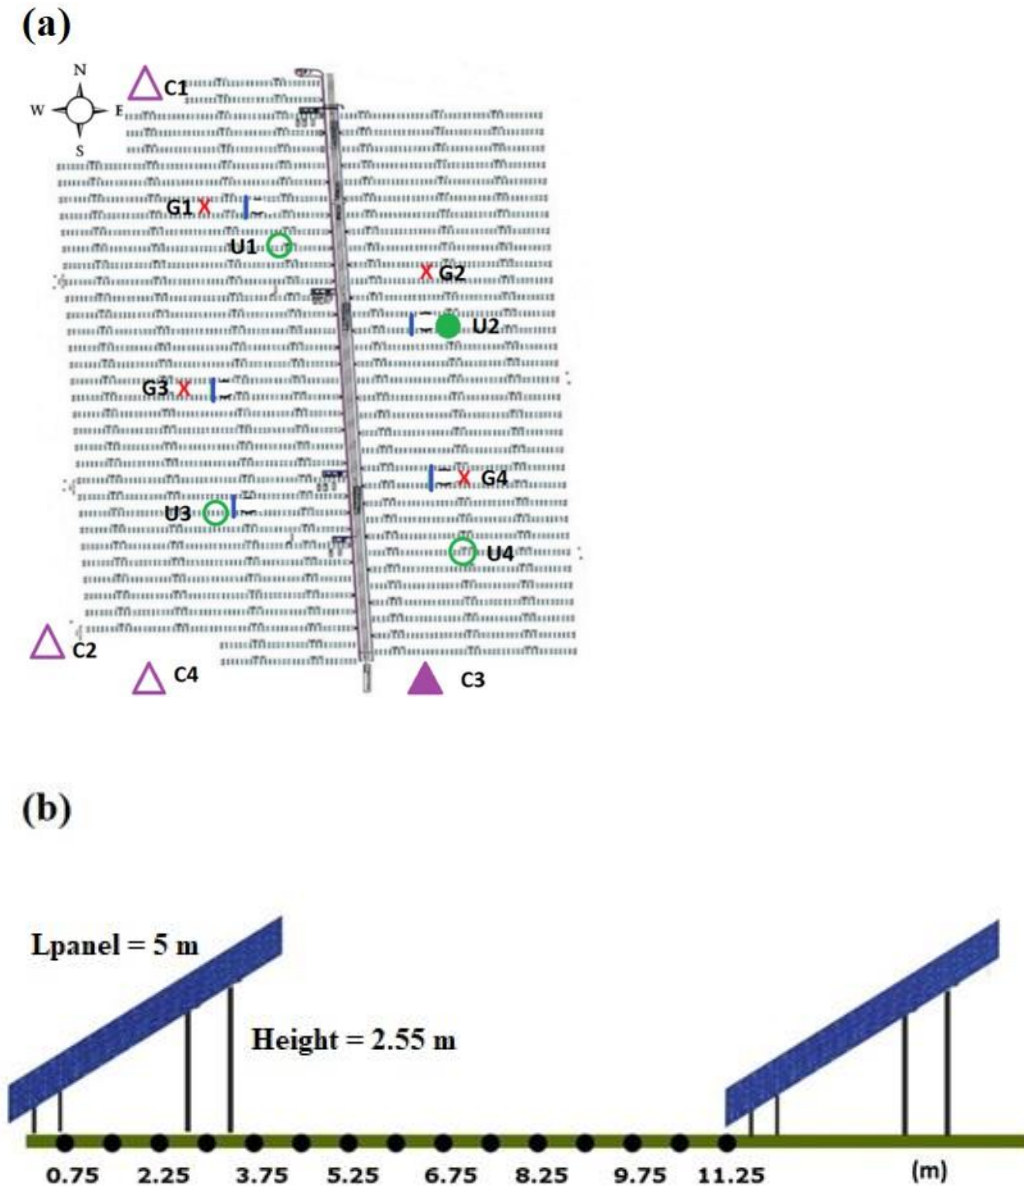 (a)
N
W E
S
C1
G1 X
U1
X G2
U2
G3 X
X G4
U3
U4
C2
C4
C3
(b)
Lpanel = 5 m
Height = 2.55 m
0.75 2.25 3.75 5.25 6.75 8.25 9.75 11.25 (m)